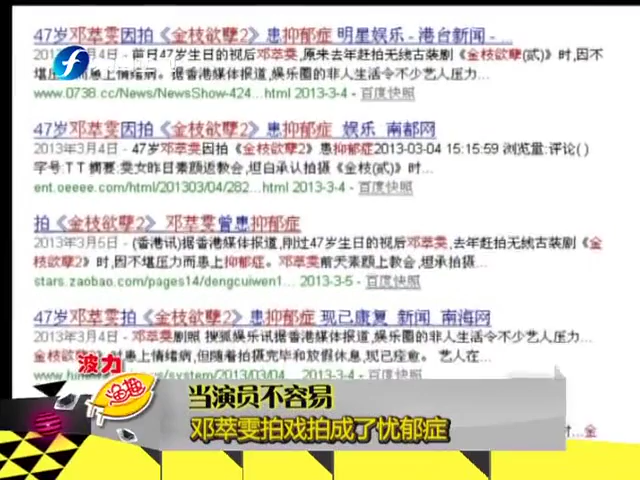 47岁邓萃雯因拍《金枝欲孽2》患抑郁症 明星娱乐 - 港台新闻 - ...
2013年3月4日 - 前日47岁生日的视后邓萃雯,原来去年赶拍无线古装剧《金枝欲孽(贰)》时,因不
堪压力而患上情绪病。据香港媒体报道,娱乐圈的非人生活令不少艺人压力...
www.0738.cc/News/NewsShow-424...html 2013-3-4 - 百度快照
47岁邓萃雯因拍《金枝欲孽2》患抑郁症 娱乐 南都网
2013年3月4日 - 47岁邓萃雯因拍《金枝欲孽2》患抑郁症2013-03-04 15:15:59 浏览量:评论( )
字号:T T 摘要:雯女昨日素颜返教会,坦白承认拍摄《金枝(贰)》时...
ent.oeeee.com/html/201303/04/282...html 2013-3-4 - 百度快照
拍《金枝欲孽2》 邓萃雯曾患抑郁症
2013年3月5日 - (香港讯)据香港媒体报道,刚过47岁生日的视后邓萃雯,去年赶拍无线古装剧《金
枝欲孽2》时,因不堪压力而患上抑郁症。邓萃雯前天素颜上教会,坦承拍摄...
stars.zaobao.com/pages14/dengcuiwen1... 2013-3-5 - 百度快照
47岁邓萃雯拍《金枝欲孽2》患抑郁症 现已康复 新闻 南海网
2013年3月4日 - 邓萃雯剧照 搜狐娱乐讯据香港媒体报道,娱乐圈的非人生活令不少艺人压力...
金枝欲 时患上情绪病,但随着拍摄完毕和放假休息,现已痊愈。 艺人在...
system/2013/03/04/0 2013-3-4 - 百度快照
波力
渔趣
当演员不容易
邓萃雯拍戏拍成了忧郁症
金